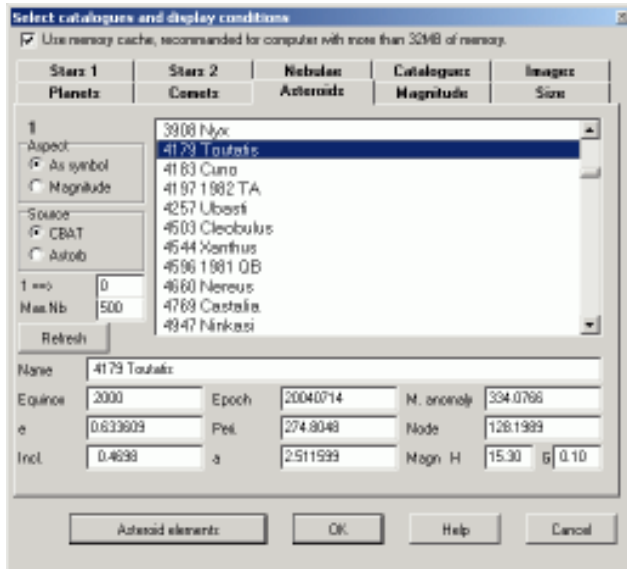 Select catalogues and display conditions
Use memory cache, recommanded for computer with more than 32MB of memory.
Stars 1 Stars 2 Nebulae Catalogues Images
Planets Comets Asteroids Magnitude Size
1
Aspect
As symbol
Magnitude
Source
CBAT
Astorb
1 ==> 0
Max Nb 500
Refresh
3908 Nyx
4179 Toutatis
4183 Cuno
4197 1982 TA
4257 Ubasti
4503 Cleobulus
4544 Xanthus
4596 1981 QB
4660 Nereus
4769 Castalia
4947 Ninkasi
Name 4179 Toutatis
Equinox 2000 Epoch 20040714 M. anomaly 334.0766
e 0.633609 Peri. 274.8048 Node 128.1989
Incl. 0.4698 a 2.511599 Magn H 15.30 G 0.10
Asteroid elements OK Help Cancel